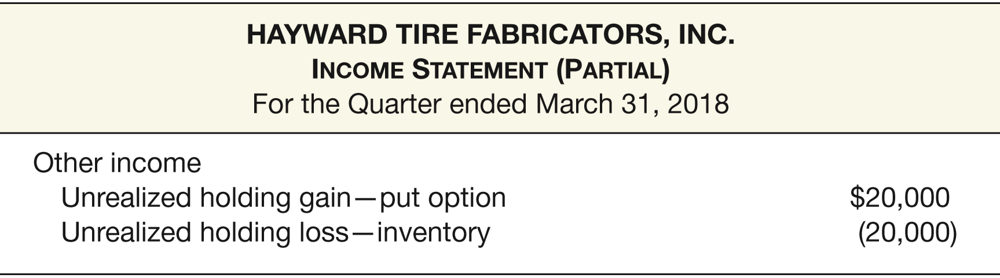 HAYWARD TIRE FABRICATORS, INC.
INCOME STATEMENT (PARTIAL)
For the Quarter ended March 31, 2018
Other income
Unrealized holding gain—put option $20,000
Unrealized holding loss—inventory (20,000)